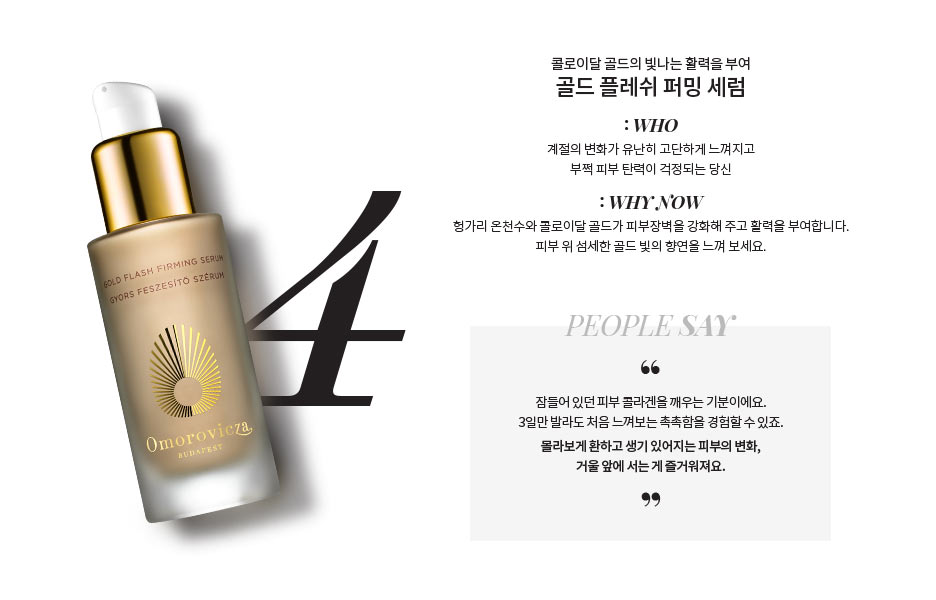 GOLD FLASH FIRMING SERUM
GYORS FESZESÍTŐ SZÉRUM
Omorovicza
BUDAPEST
4
콜로이달 골드의 빛나는 활력을 부여
골드 플레쉬 퍼밍 세럼
: WHO
계절의 변화가 유난히 고단하게 느껴지고
부쩍 피부 탄력이 걱정되는 당신
: WHY NOW
헝가리 온천수와 콜로이달 골드가 피부장벽을 강화해 주고 활력을 부여합니다.
피부 위 섬세한 골드 빛의 향연을 느껴 보세요.
PEOPLE SAY
“
잠들어 있던 피부 콜라겐을 깨우는 기분이에요.
3일만 발라도 처음 느껴보는 촉촉함을 경험할 수 있죠.
몰라보게 환하고 생기 있어지는 피부의 변화,
거울 앞에 서는 게 즐거워져요.
”